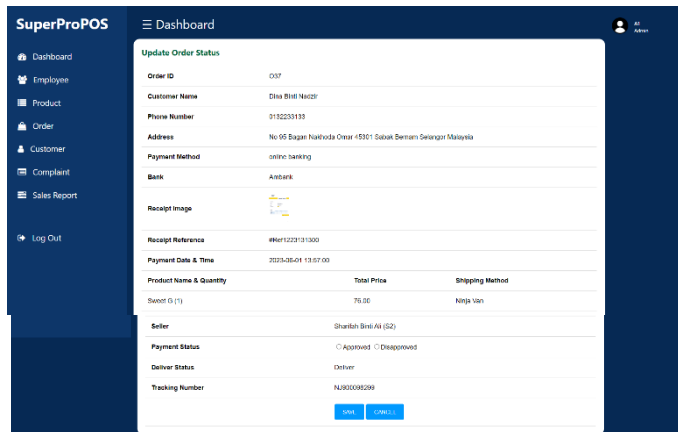 SuperProPOS
☰ Dashboard
A1
Admin
Dashboard
Employee
Product
Order
Customer
Complaint
Sales Report
Log Out
Update Order Status
Order ID O37
Customer Name Dina Binti Nadzir
Phone Number 0132233133
Address No 95 Bagan Nakhoda Omar 45301 Sabak Bernam Selangor Malaysia
Payment Method online banking
Bank Ambank
Receipt Image
Receipt Reference #Ref1223131300
Payment Date & Time 2023-06-01 13:57:00
Product Name & Quantity Total Price Shipping Method
Sweet G (1) 76.00 Ninja Van
Seller Sharifah Binti Ali (S2)
Payment Status Approved Disapproved
Deliver Status Deliver
Tracking Number NJ900098299
SAVE CANCEL